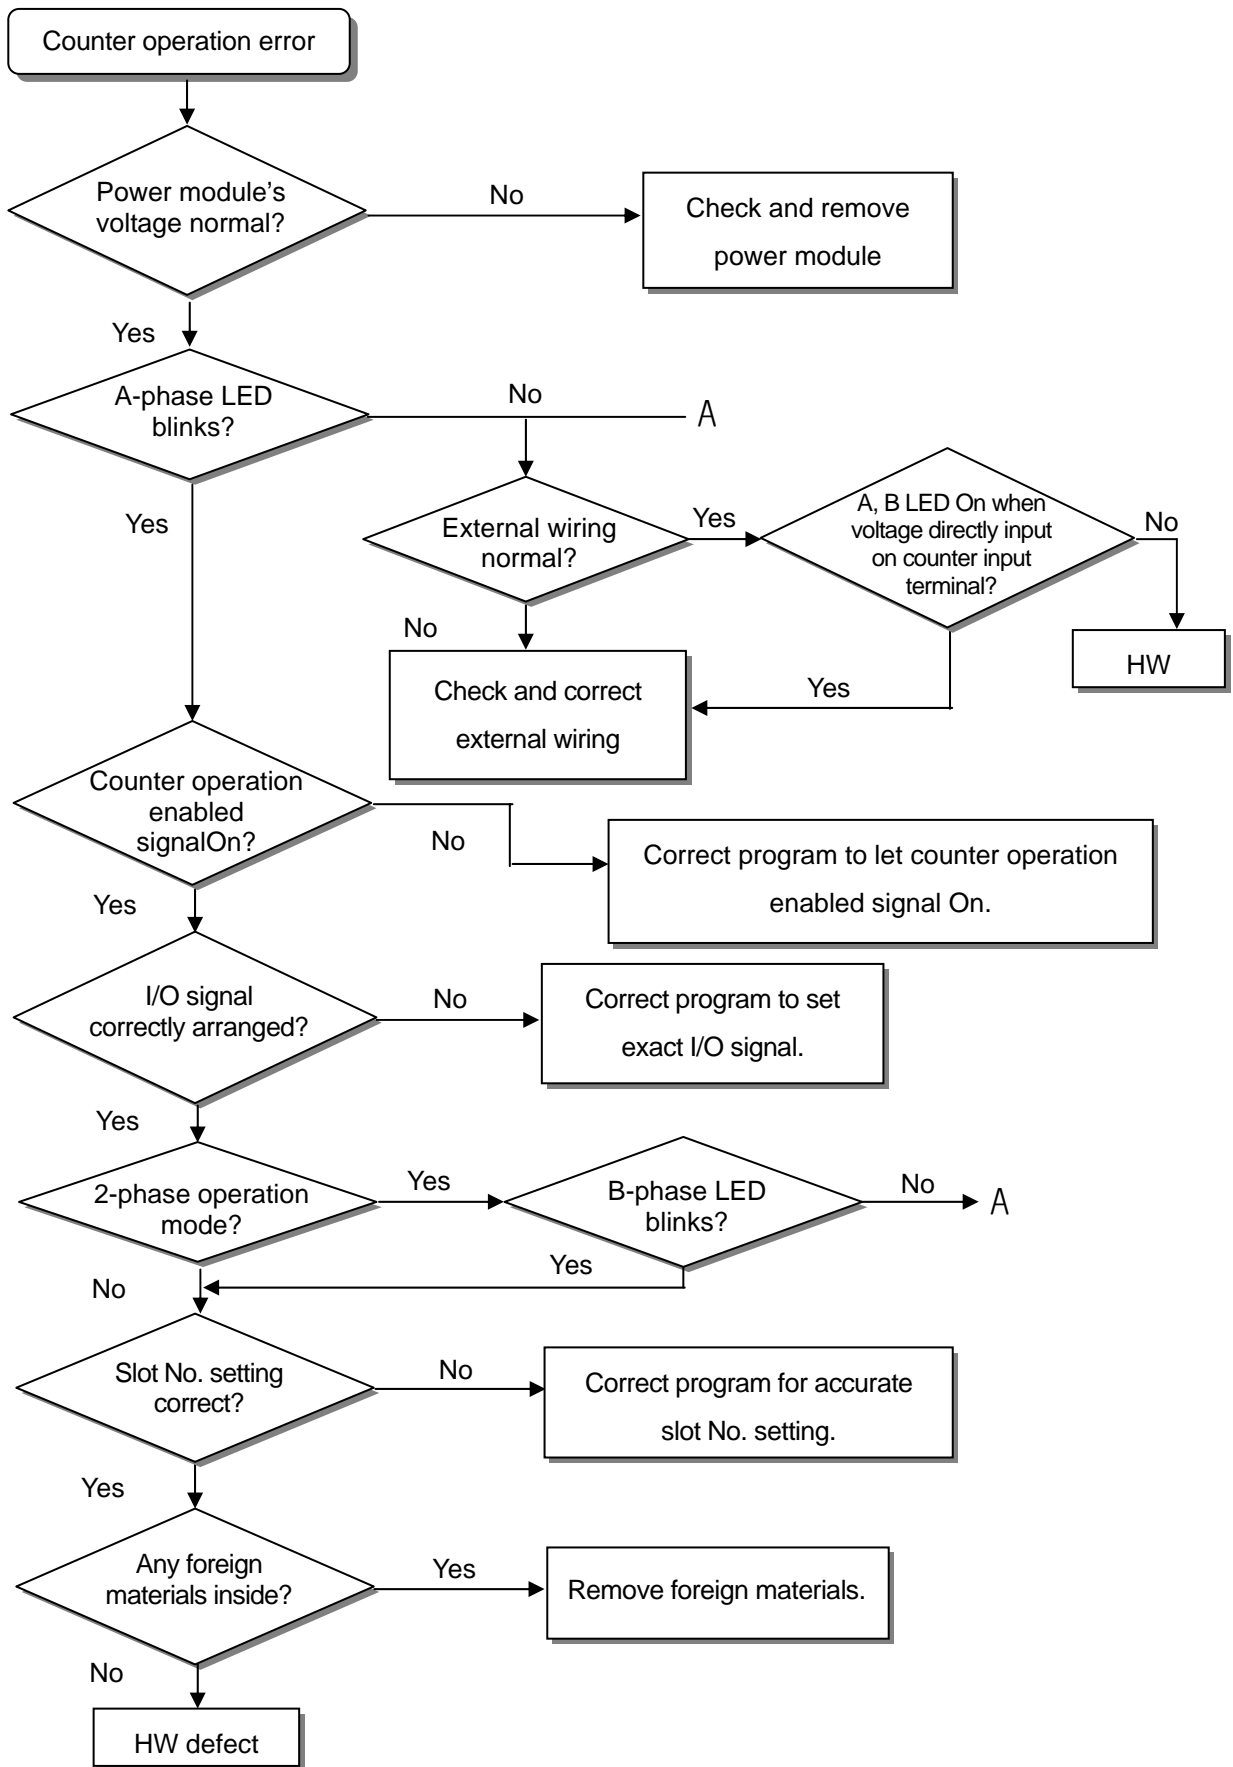 Counter operation error
Power module’s
voltage normal?
No
Check and remove
power module
Yes
A-phase LED
blinks?
No
A
Yes
External wiring
normal?
Yes
A, B LED On when
voltage directly input
on counter input
terminal?
No
HW
No
Check and correct
external wiring
Yes
Counter operation
enabled
signalOn?
No
Correct program to let counter operation
enabled signal On.
Yes
I/O signal
correctly arranged?
No
Correct program to set
exact I/O signal.
Yes
2-phase operation
mode?
Yes
B-phase LED
blinks?
No
A
Yes
No
Slot No. setting
correct?
No
Correct program for accurate
slot No. setting.
Yes
Any foreign
materials inside?
Yes
Remove foreign materials.
No
HW defect